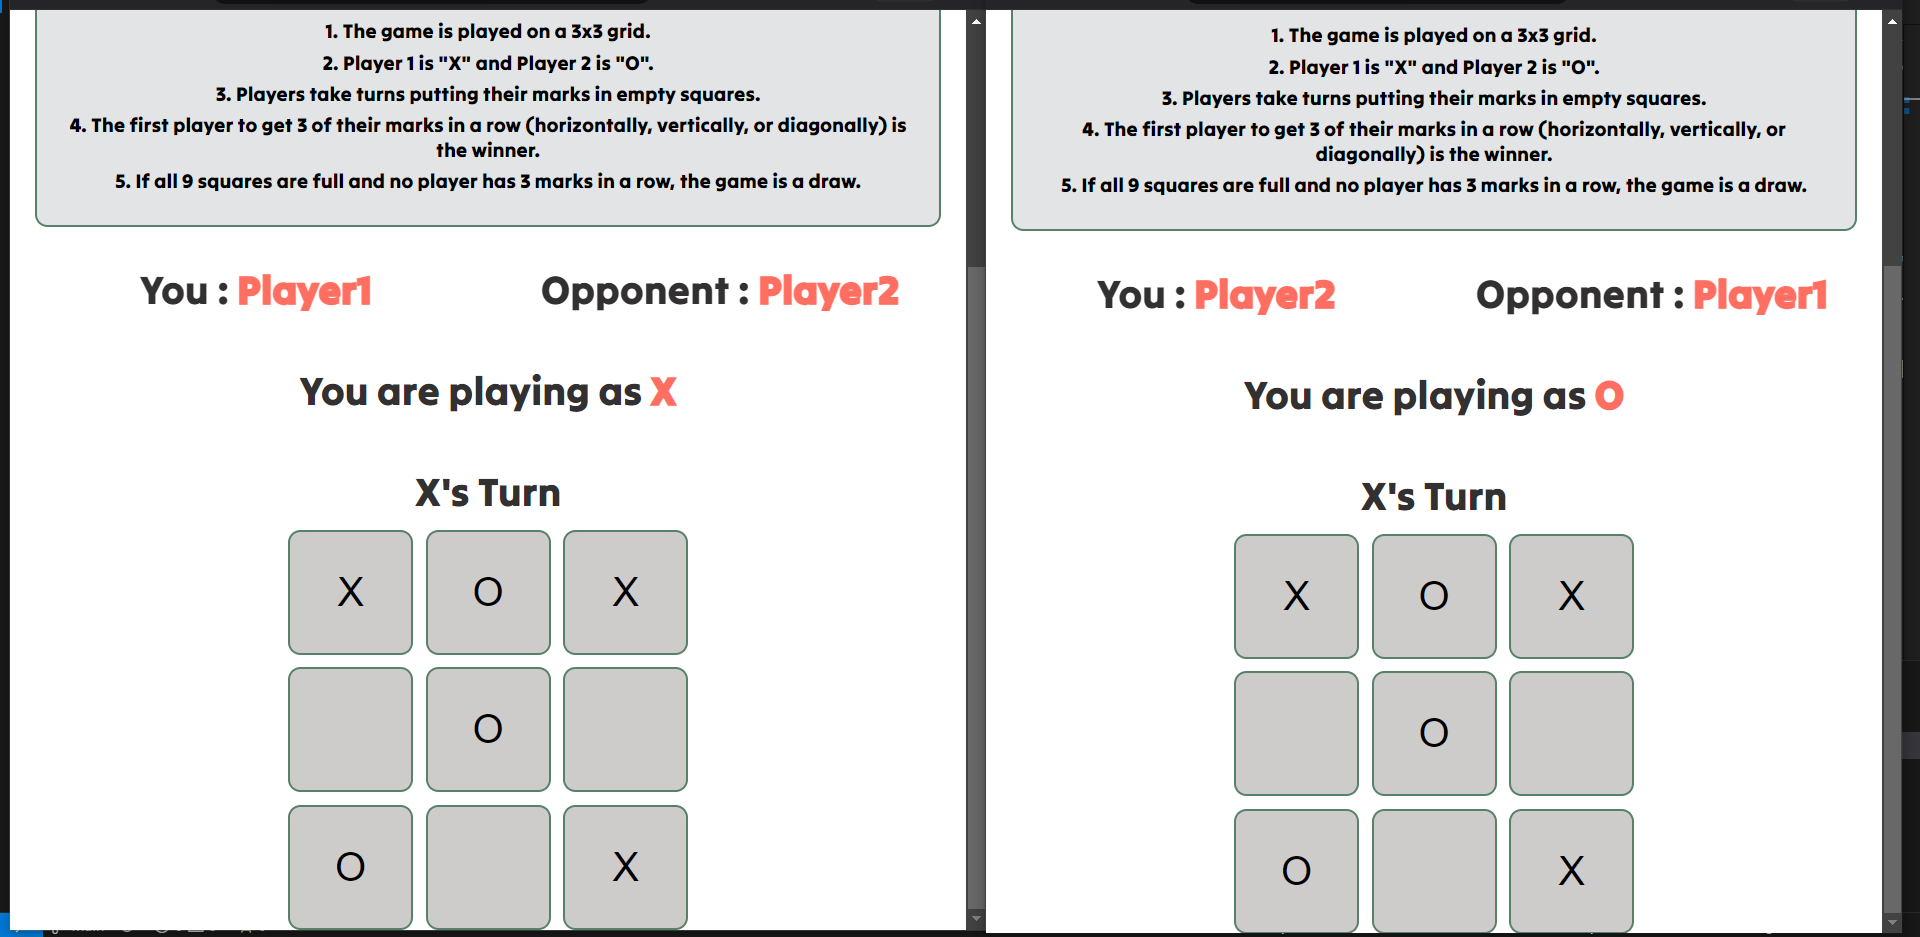 1. The game is played on a 3x3 grid.
2. Player 1 is "X" and Player 2 is "O".
3. Players take turns putting their marks in empty squares.
4. The first player to get 3 of their marks in a row (horizontally, vertically, or diagonally) is
the winner.
5. If all 9 squares are full and no player has 3 marks in a row, the game is a draw.
You : Player1
Opponent : Player2
You are playing as X
X's Turn
X O X
O
O X
1. The game is played on a 3x3 grid.
2. Player 1 is "X" and Player 2 is "O".
3. Players take turns putting their marks in empty squares.
4. The first player to get 3 of their marks in a row (horizontally, vertically, or
diagonally) is the winner.
5. If all 9 squares are full and no player has 3 marks in a row, the game is a draw.
You : Player2
Opponent : Player1
You are playing as O
X's Turn
X O X
O
O X